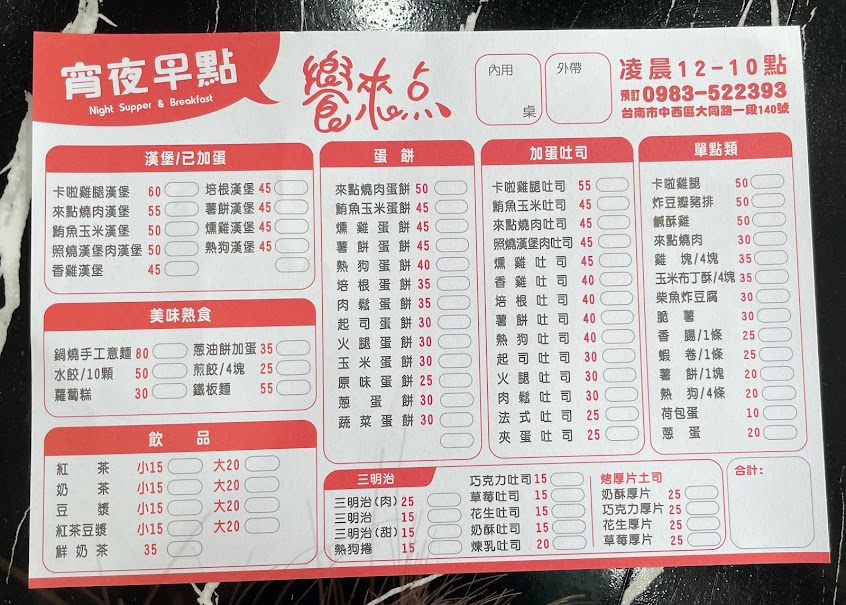 宵夜早點
Night Supper & Breakfast
饗來点
內用
桌
外帶
凌晨12-10點
預訂0983-522393
台南市中西區大同路一段140號
漢堡/已加蛋
卡啦雞腿漢堡 60
來點燒肉漢堡 55
鮪魚玉米漢堡 50
照燒漢堡肉漢堡 50
香雞漢堡 45
培根漢堡 45
薯餅漢堡 45
燻雞漢堡 45
熱狗漢堡 45
美味熟食
鍋燒手工意麵 80
水餃/10顆 50
蘿蔔糕 30
蔥油餅加蛋 35
煎餃/4塊 25
鐵板麵 55
飲品
紅茶 小15 大20
奶茶 小15 大20
豆漿 小15 大20
紅茶豆漿 小15 大20
鮮奶茶 35
蛋餅
來點燒肉蛋餅 50
鮪魚玉米蛋餅 45
燻雞蛋餅 45
薯餅蛋餅 40
熱狗蛋餅 40
培根蛋餅 35
肉鬆蛋餅 35
起司蛋餅 30
火腿蛋餅 30
玉米蛋餅 30
原味蛋餅 25
蔥蛋餅 30
蔬菜蛋餅 30
加蛋吐司
卡啦雞腿吐司 55
鮪魚玉米吐司 45
來點燒肉吐司 45
照燒漢堡肉吐司 45
燻雞吐司 45
香雞吐司 40
培根吐司 40
薯餅吐司 40
熱狗吐司 40
起司吐司 30
火腿吐司 30
肉鬆吐司 30
法式吐司 25
夾蛋吐司 25
單點類
卡啦雞腿 50
炸豆瓣豬排 50
鹹酥雞 50
來點燒肉 30
雞塊/4塊 35
玉米布丁酥/4塊 35
柴魚炸豆腐 30
脆薯 30
香腸/1條 25
蝦卷/1條 25
薯餅/1片 20
熱狗/4條 20
荷包蛋 10
蔥蛋 20
三明治
三明治(肉) 25
三明治 15
三明治(甜) 15
熱狗捲 15
巧克力吐司 15
草莓吐司 15
花生吐司 15
奶酥吐司 15
煉乳吐司 20
烤厚片土司
奶酥厚片 25
巧克力厚片 25
花生厚片 25
草莓厚片 25
合計: